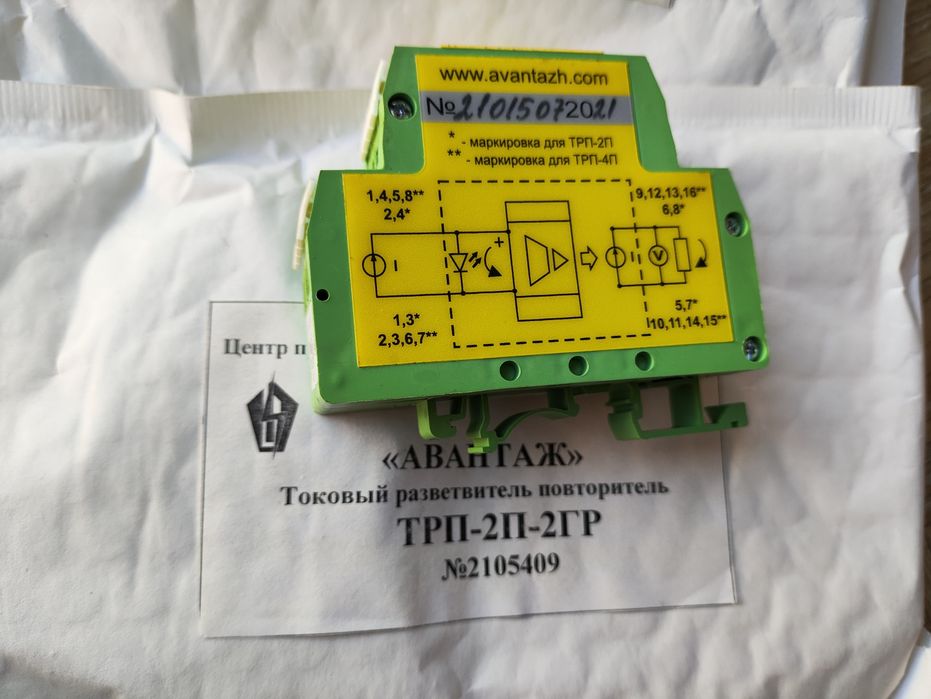 www.avantazh.com
№2101507 2021
* - маркировка для ТРП-2П
** - маркировка для ТРП-4П
1,4,5,8**
2,4*
9,12,13,16**
6,8*
I
+
I
V
1,3*
2,3,6,7**
5,7*
10,11,14,15**
Центр
«АВАНТАЖ»
Токовый разветвитель повторитель
ТРП-2П-2ГР
№2105409